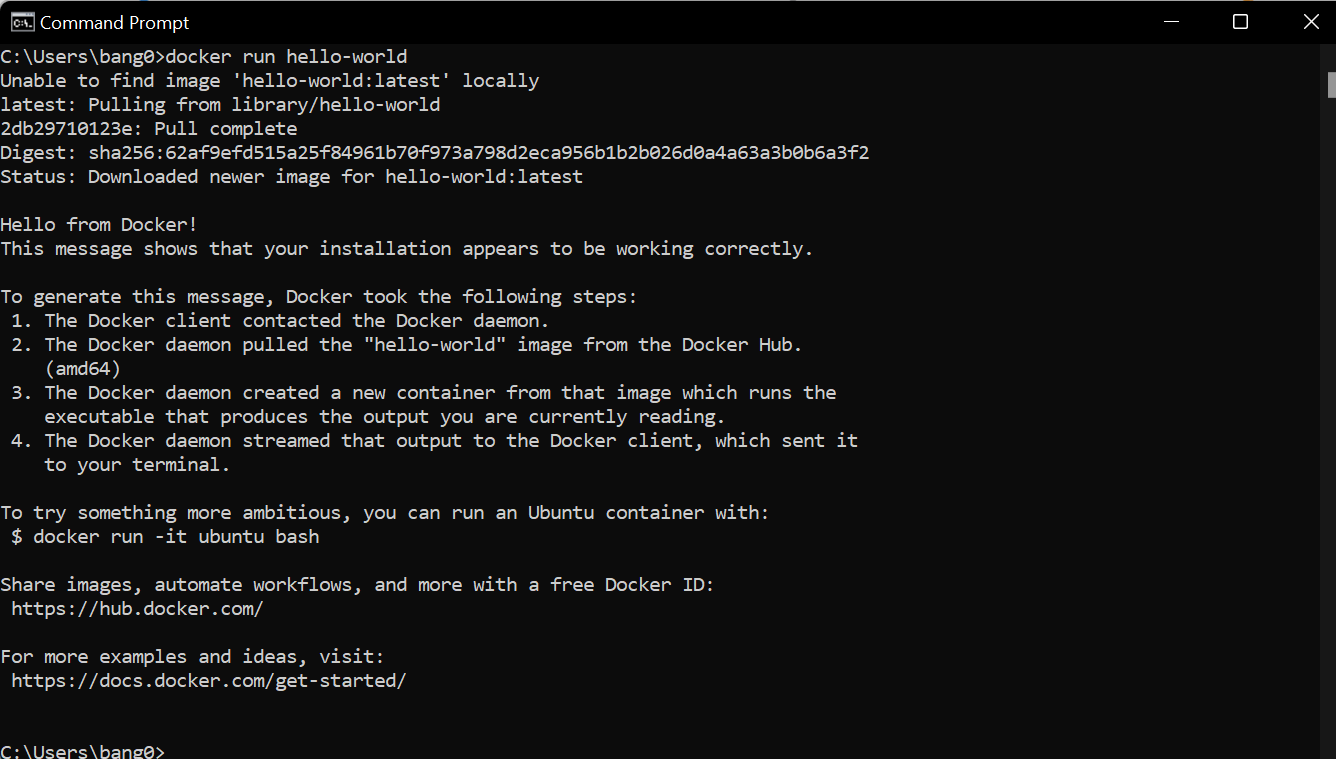 Command Prompt
C:\Users\bang0>docker run hello-world
Unable to find image 'hello-world:latest' locally
latest: Pulling from library/hello-world
2db29710123e: Pull complete
Digest: sha256:62af9efd515a25f84961b70f973a798d2eca956b1b2b026d0a4a63a3b0b6a3f2
Status: Downloaded newer image for hello-world:latest

Hello from Docker!
This message shows that your installation appears to be working correctly.

To generate this message, Docker took the following steps:
 1. The Docker client contacted the Docker daemon.
 2. The Docker daemon pulled the "hello-world" image from the Docker Hub.
    (amd64)
 3. The Docker daemon created a new container from that image which runs the
    executable that produces the output you are currently reading.
 4. The Docker daemon streamed that output to the Docker client, which sent it
    to your terminal.

To try something more ambitious, you can run an Ubuntu container with:
 $ docker run -it ubuntu bash

Share images, automate workflows, and more with a free Docker ID:
 https://hub.docker.com/

For more examples and ideas, visit:
 https://docs.docker.com/get-started/

C:\Users\bang0>